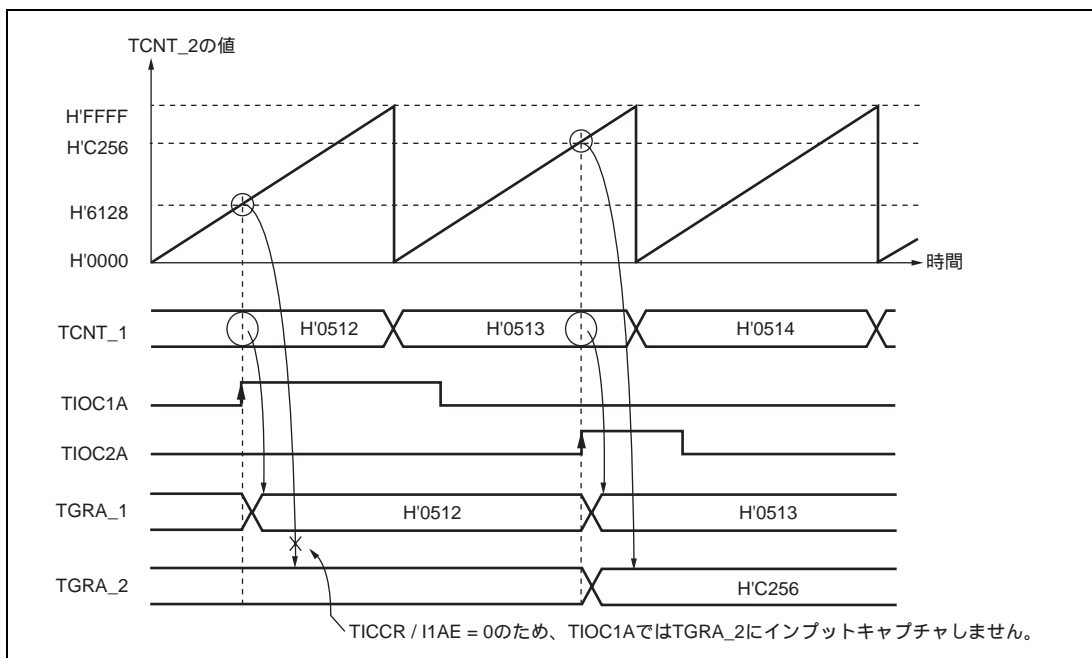 TCNT_2の値
H'FFFF
H'C256
H'6128
H'0000
時間
TCNT_1
H'0512
H'0513
H'0514
TIOC1A
TIOC2A
TGRA_1
H'0512
H'0513
TGRA_2
H'C256
TICCR / I1AE = 0のため、TIOC1AではTGRA_2にインプットキャプチャしません。